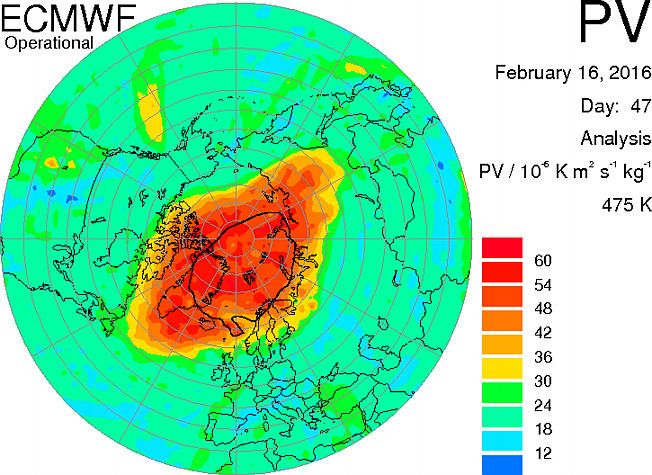 ECMWF
Operational
PV
February 16, 2016
Day: 47
Analysis
PV / 10⁻⁶ K m² s⁻¹ kg⁻¹
475 K
60
54
48
42
36
30
24
18
12